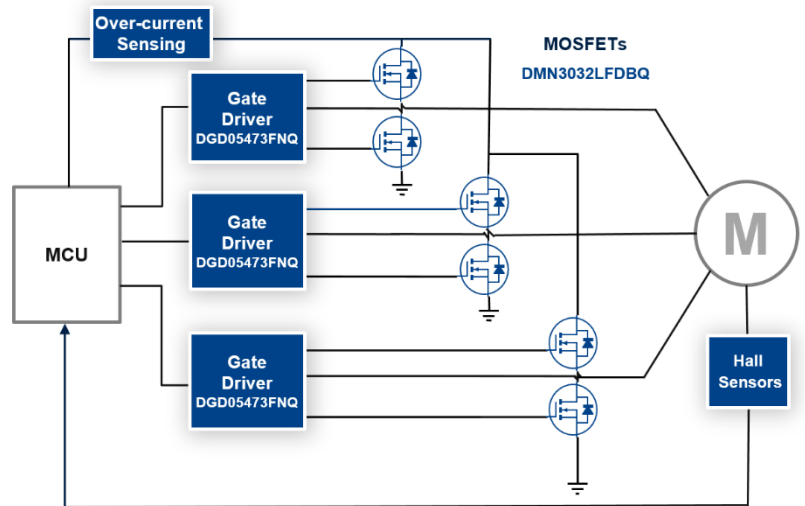 Over-current
Sensing
MOSFETs
DMN3032LFDBQ
Gate
Driver
DGD05473FNQ
MCU
Gate
Driver
DGD05473FNQ
M
Gate
Driver
DGD05473FNQ
Hall
Sensors